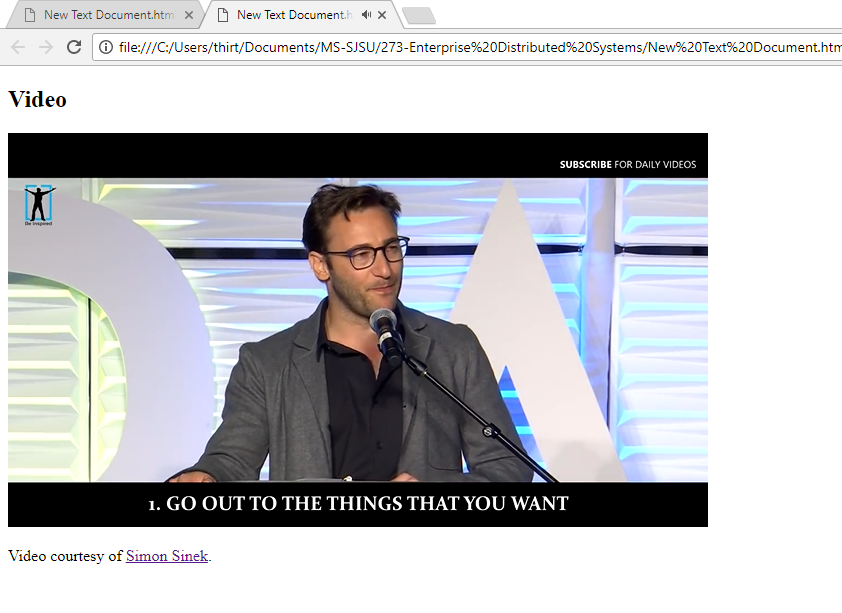 New Text Document.htm
New Text Document.h
file:///C:/Users/thirt/Documents/MS-SJSU/273-Enterprise%20Distributed%20Systems/New%20Text%20Document.htm
Video
SUBSCRIBE FOR DAILY VIDEOS
Be Inspired
1. GO OUT TO THE THINGS THAT YOU WANT
Video courtesy of Simon Sinek.